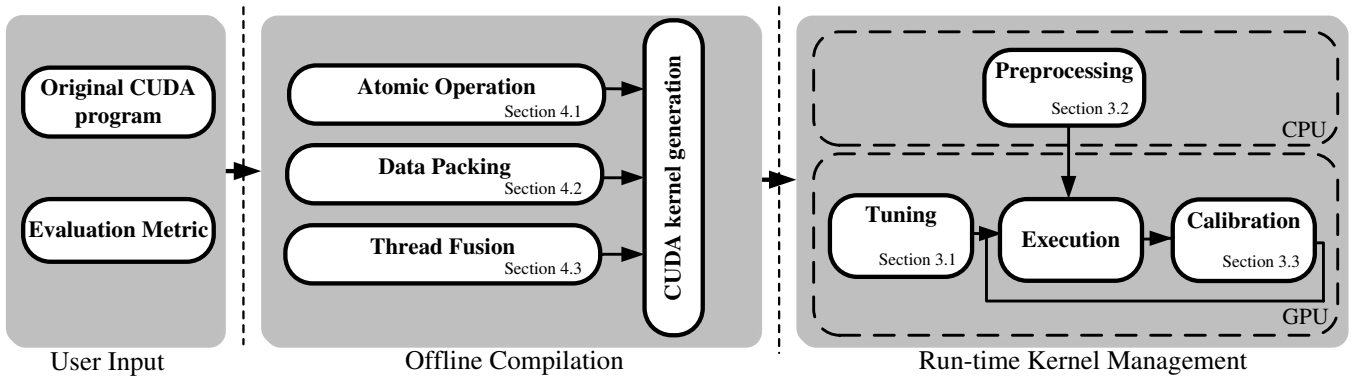 Original CUDA
program
Evaluation Metric
User Input
Atomic Operation
Section 4.1
Data Packing
Section 4.2
Thread Fusion
Section 4.3
CUDA kernel generation
Offline Compilation
Preprocessing
Section 3.2
CPU
Tuning
Section 3.1
Execution
Calibration
Section 3.3
GPU
Run-time Kernel Management